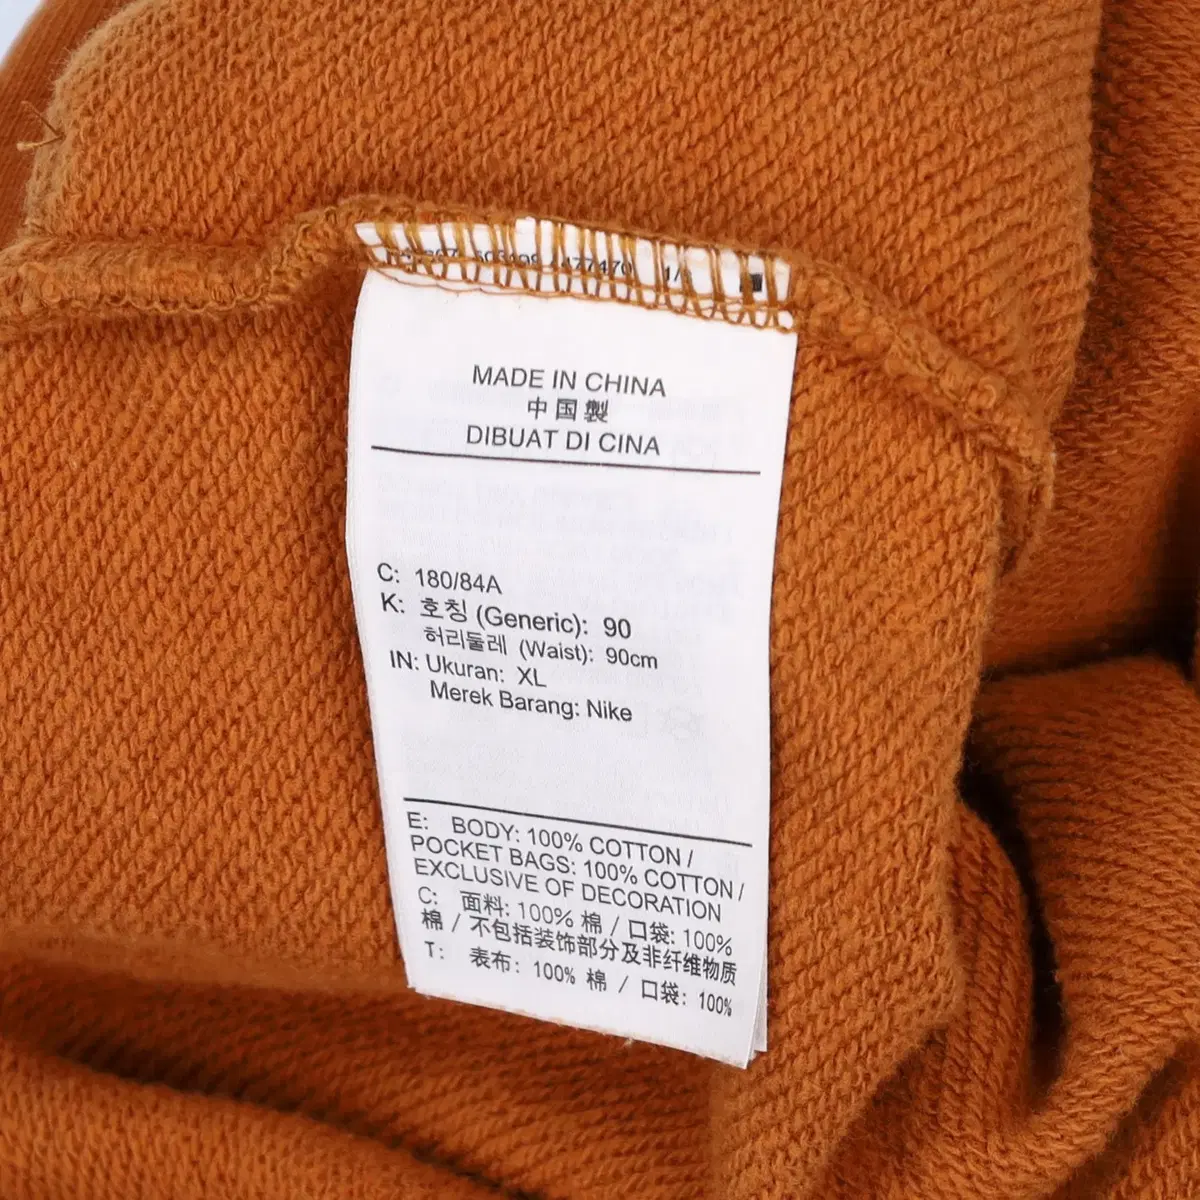 477470 1/8
MADE IN CHINA
中国製
DIBUAT DI CINA
C: 180/84A
K: 호칭 (Generic): 90
허리둘레 (Waist): 90cm
IN: Ukuran: XL
Merek Barang: Nike
E: BODY: 100% COTTON /
POCKET BAGS: 100% COTTON /
EXCLUSIVE OF DECORATION
C: 面料: 100% 棉 / 口袋: 100%
棉 / 不包括装饰部分及非纤维物质
T: 表布: 100% 棉 / 口袋: 100%